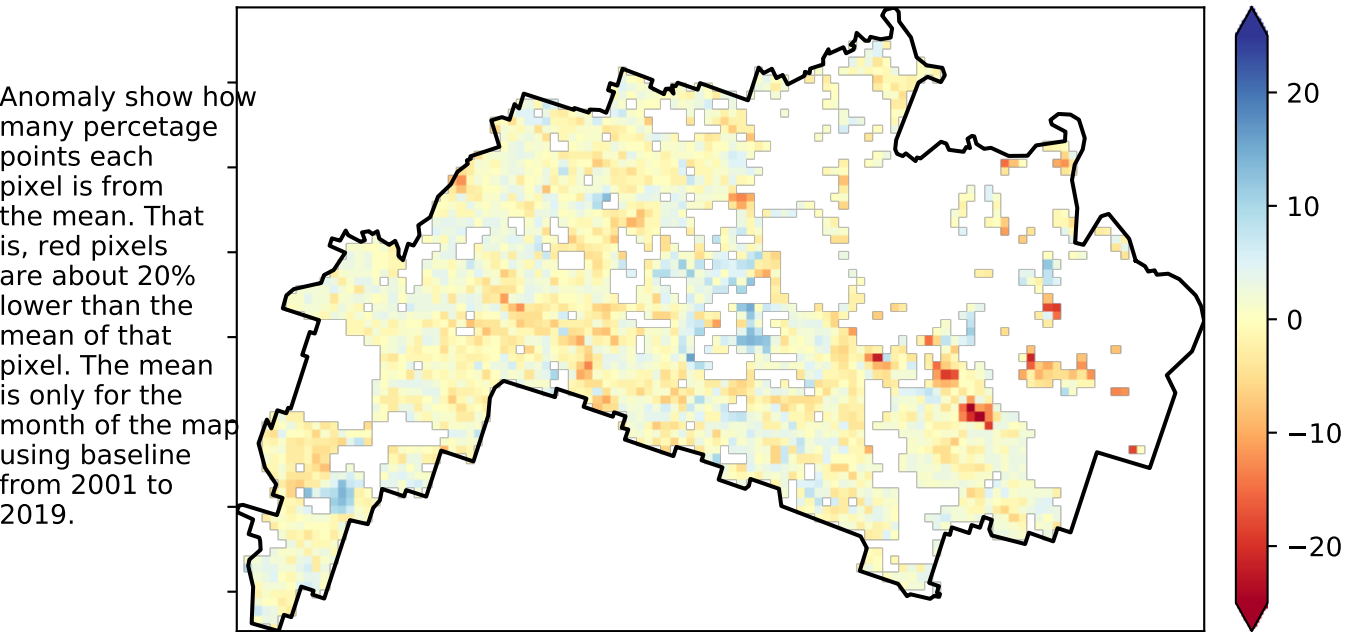 Anomaly show how
many percetage
points each
pixel is from
the mean. That
is, red pixels
are about 20%
lower than the
mean of that
pixel. The mean
is only for the
month of the map
using baseline
from 2001 to
2019.
20
10
0
−10
−20